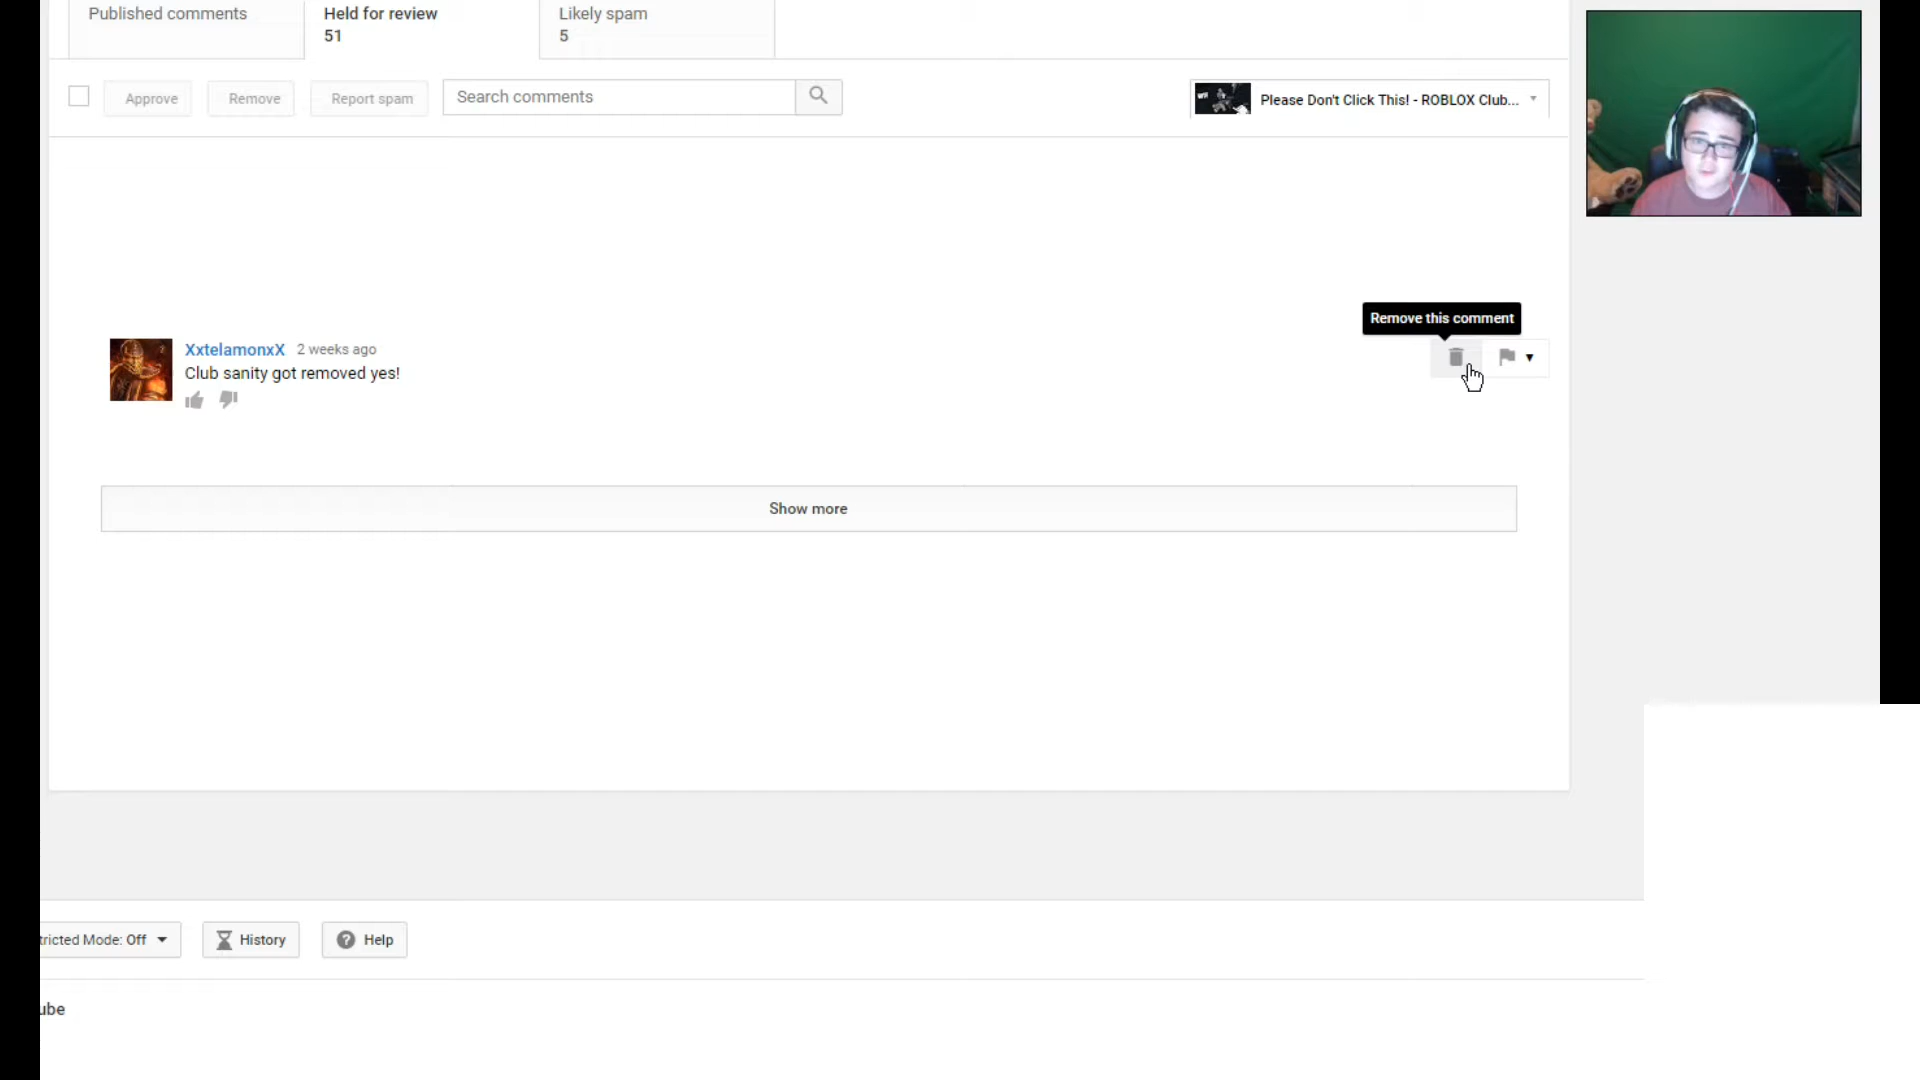 Published comments
Held for review
51
Likely spam
5
Approve
Remove
Report spam
Search comments
Please Don't Click This! - ROBLOX Club...
Remove this comment
XxtelamonxX 2 weeks ago
Club sanity got removed yes!
Show more
tricted Mode: Off
History
Help
ube